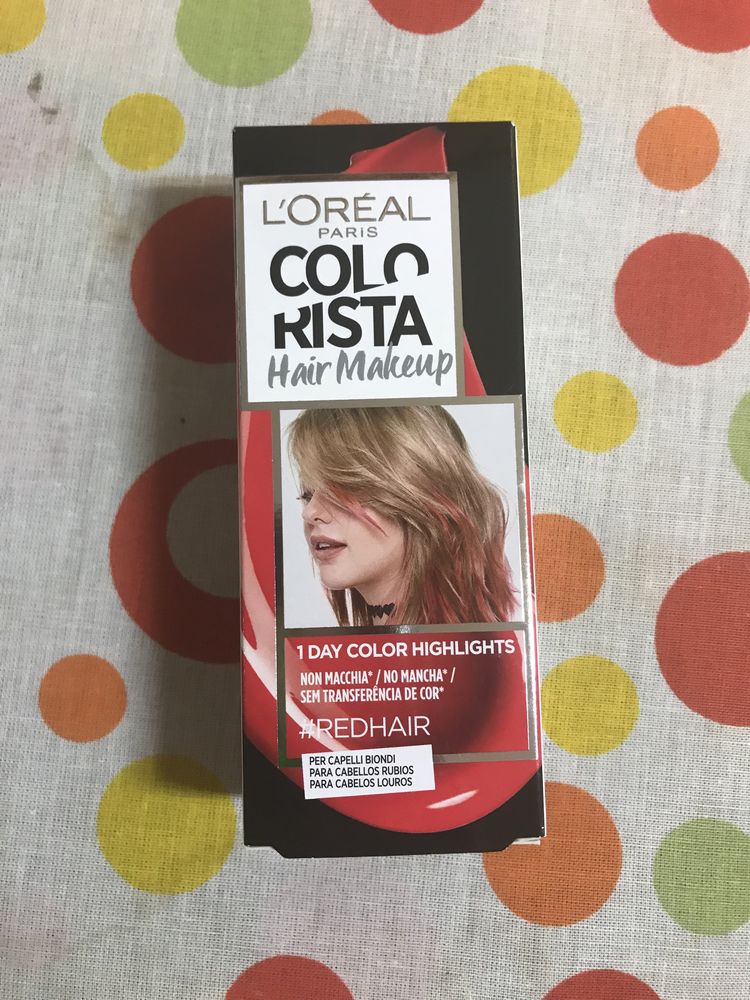 L'ORÉAL
PARIS
COLO
RISTA
Hair Makeup
1 DAY COLOR HIGHLIGHTS
NON MACCHIA* / NO MANCHA* /
SEM TRANSFERÊNCIA DE COR*
#REDHAIR
PER CAPELLI BIONDI
PARA CABELLOS RUBIOS
PARA CABELOS LOUROS